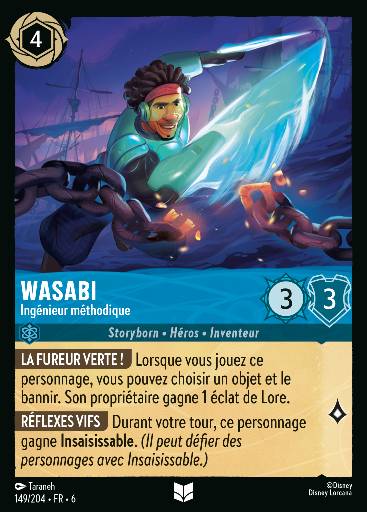 4
WASABI
Ingénieur méthodique
3
3
Storyborn • Héros • Inventeur
LA FUREUR VERTE ! Lorsque vous jouez ce
personnage, vous pouvez choisir un objet et le
bannir. Son propriétaire gagne 1 éclat de Lore.
RÉFLEXES VIFS Durant votre tour, ce personnage
gagne Insaisissable. (Il peut défier des
personnages avec Insaisissable.)
Taraneh
149/204 • FR • 6
©Disney
Disney Lorcana